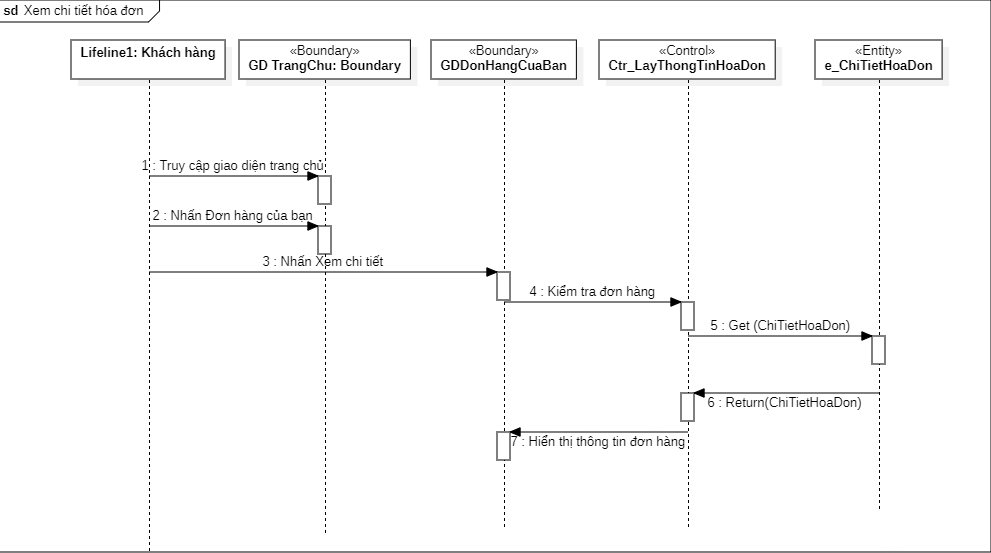 sd Xem chi tiết hóa đơn
Lifeline1: Khách hàng
«Boundary»
GD TrangChu: Boundary
«Boundary»
GDDonHangCuaBan
«Control»
Ctr_LayThongTinHoaDon
«Entity»
e_ChiTietHoaDon
1 : Truy cập giao diện trang chủ
2 : Nhấn Đơn hàng của bạn
3 : Nhấn Xem chi tiết
4 : Kiểm tra đơn hàng
5 : Get (ChiTietHoaDon)
6 : Return(ChiTietHoaDon)
7 : Hiển thị thông tin đơn hàng